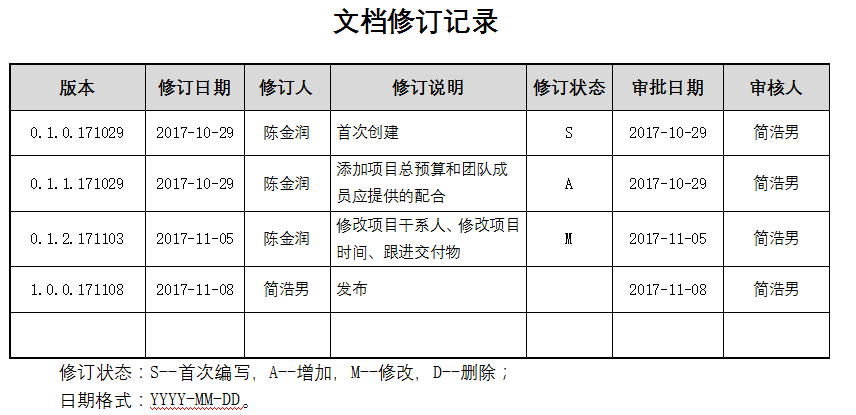 文档修订记录
版本 修订日期 修订人 修订说明 修订状态 审批日期 审核人
0.1.0.171029 2017-10-29 陈金润 首次创建 S 2017-10-29 简浩男
0.1.1.171029 2017-10-29 陈金润 添加项目总预算和团队成 A 2017-10-29 简浩男
员应提供的配合
0.1.2.171103 2017-11-05 陈金润 修改项目干系人、修改项目 M 2017-11-05 简浩男
时间、跟进交付物
1.0.0.171108 2017-11-08 简浩男 发布 2017-11-08 简浩男
修订状态：S--首次编写，A--增加，M--修改，D--删除；
日期格式：YYYY-MM-DD。